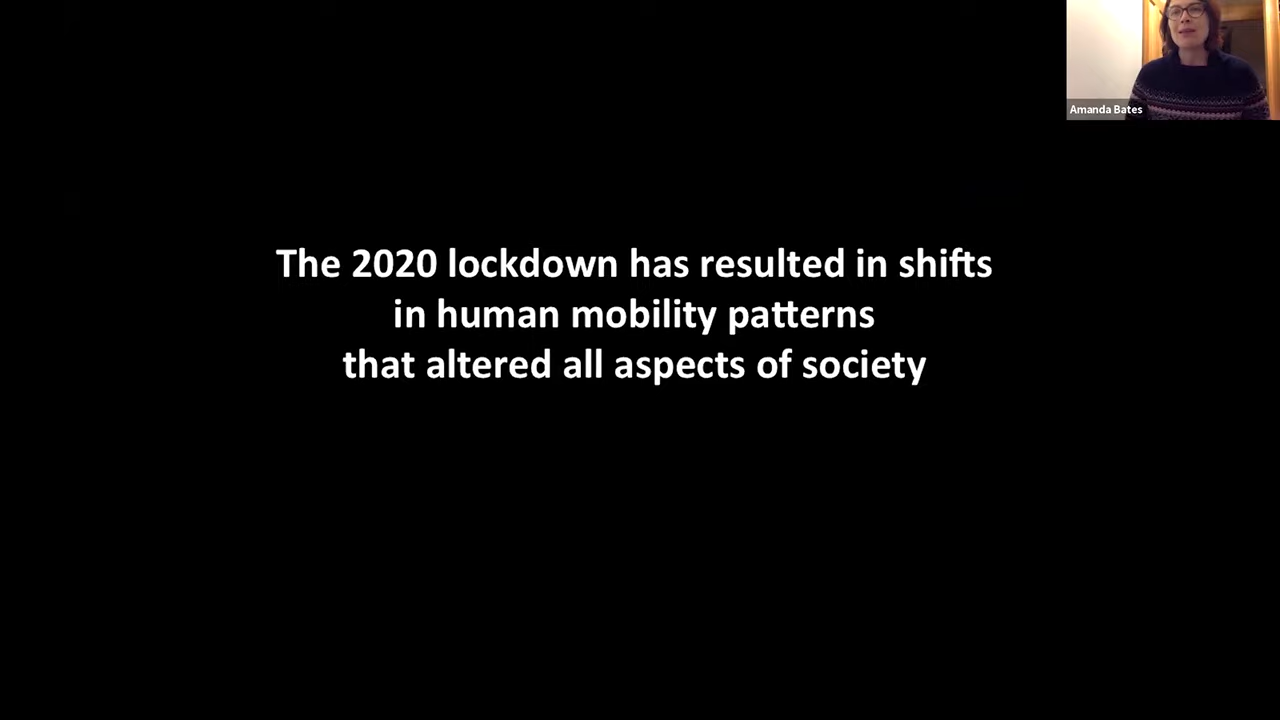 Amanda Bates
The 2020 lockdown has resulted in shifts
in human mobility patterns
that altered all aspects of society